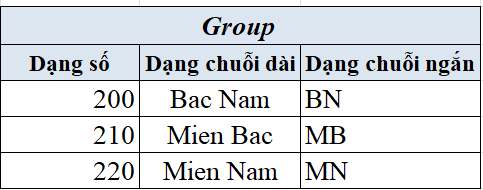 Group
Dạng số Dạng chuỗi dài Dạng chuỗi ngắn
200 Bac Nam BN
210 Mien Bac MB
220 Mien Nam MN